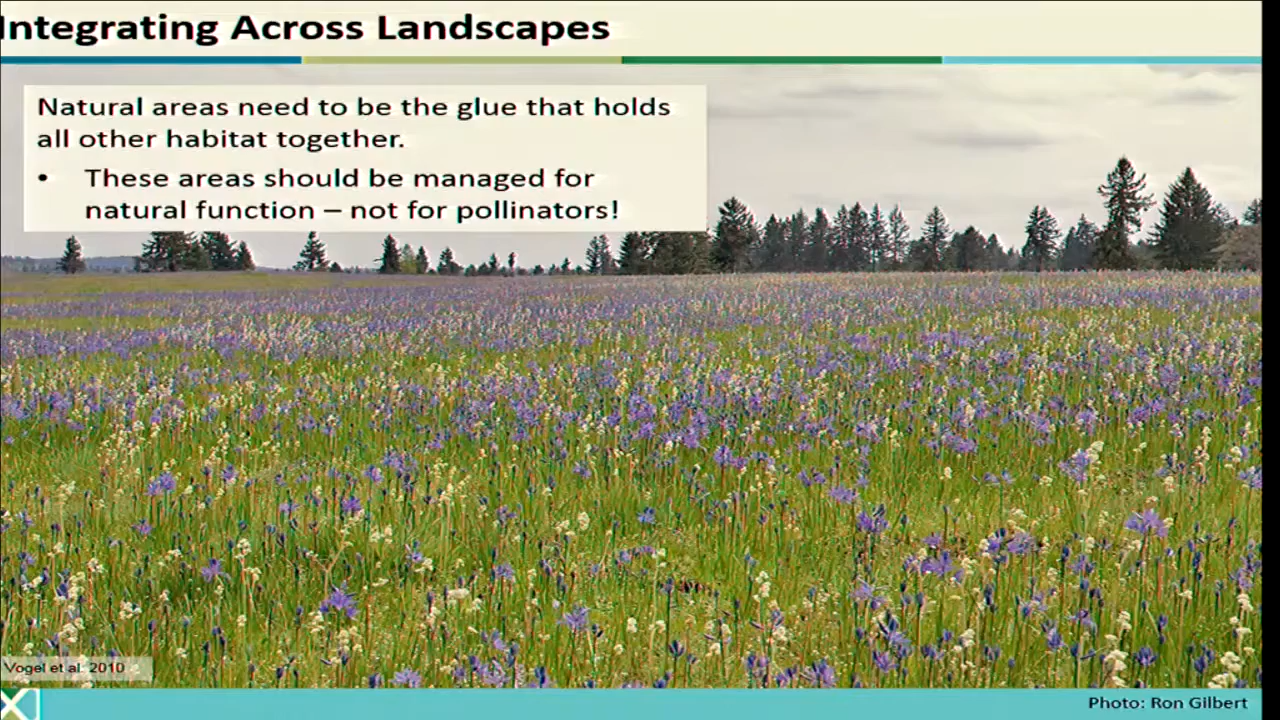 Integrating Across Landscapes
Natural areas need to be the glue that holds
all other habitat together.
• These areas should be managed for
natural function – not for pollinators!
Vogel et al. 2010
Photo: Ron Gilbert